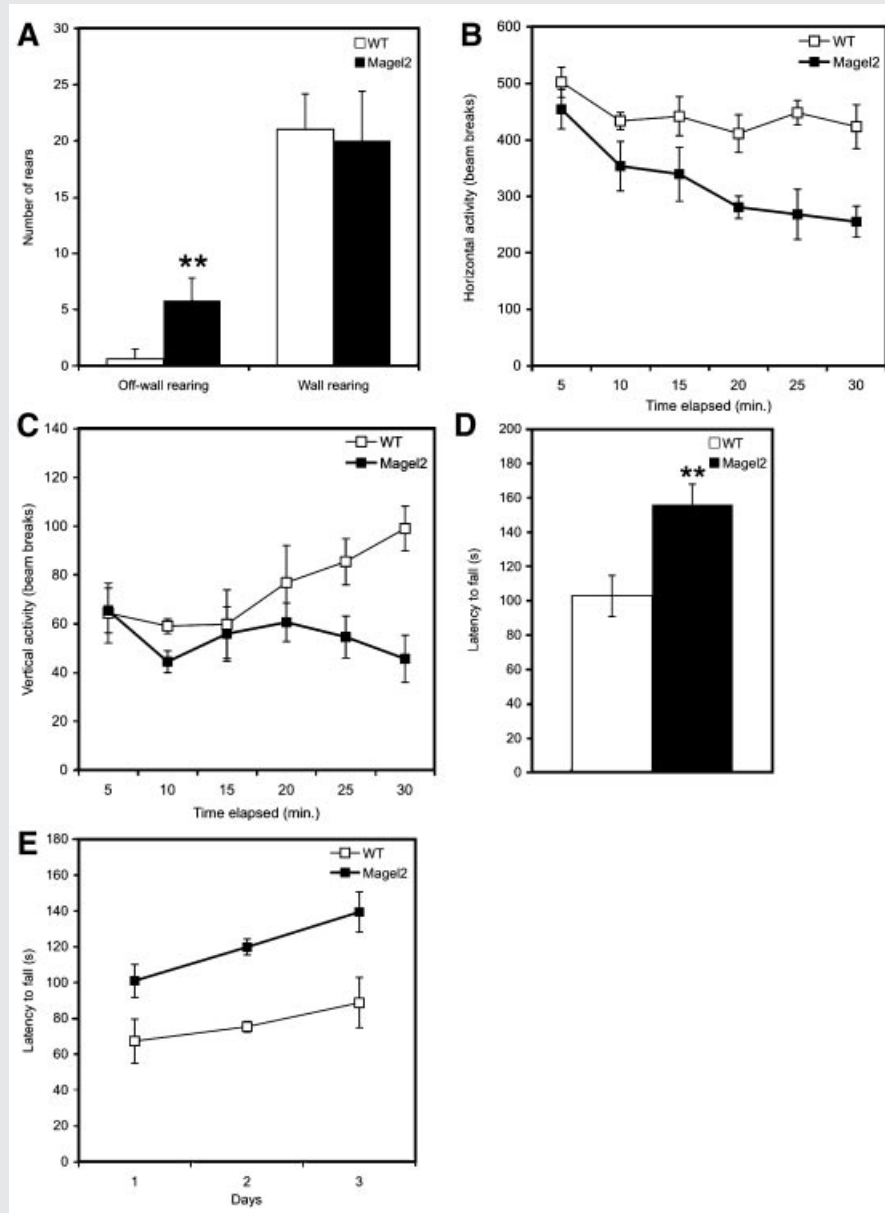 A
30
25
20
15
10
5
0
Number of rears
WT
Magel2
**
Off-wall rearing
Wall rearing
B
600
500
400
300
200
100
0
Horizontal activity (beam breaks)
WT
Magel2
5 10 15 20 25 30
Time elapsed (min.)
C
140
120
100
80
60
40
20
0
Vertical activity (beam breaks)
WT
Magel2
5 10 15 20 25 30
Time elapsed (min.)
D
200
180
160
140
120
100
80
60
40
20
0
Latency to fall (s)
WT
Magel2
**
E
180
160
140
120
100
80
60
40
20
0
Latency to fall (s)
WT
Magel2
1 2 3
Days